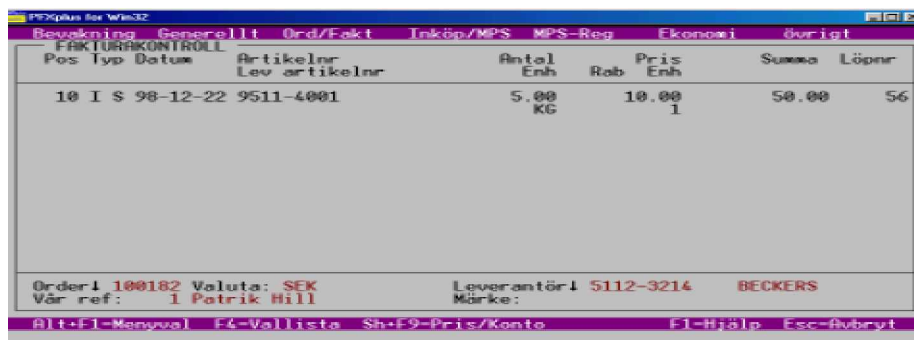 PEXplus for Win32
Bevakning Generellt Ord/Fakt Inköp/MPS MPS-Reg Ekonomi övrigt
FAKTURAKONTROLL
Pos Typ Datum Artikelnr Antal Pris Summa Löpnr
Lev artikelnr Enh Rab Enh
10 I S 98-12-22 9511-4001 5.00 10.00 50.00 56
KG 1
Order↓ 100182 Valuta: SEK Leverantör↓ 5112-3214 BECKERS
Vår ref: 1 Patrik Hill Märke:
Alt+F1-Menyval F4-Vallista Sh+F9-Pris/Konto F1-Hjälp Esc-Avbryt